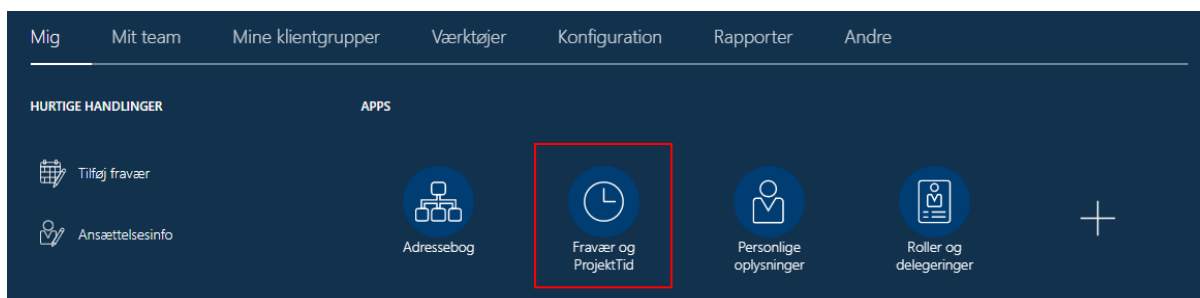 Mig Mit team Mine klientgrupper Værktøjer Konfiguration Rapporter Andre
HURTIGE HANDLINGER APPS
Tilføj fravær
Ansættelsesinfo
Adressebog
Fravær og
ProjektTid
Personlige
oplysninger
Roller og
delegeringer